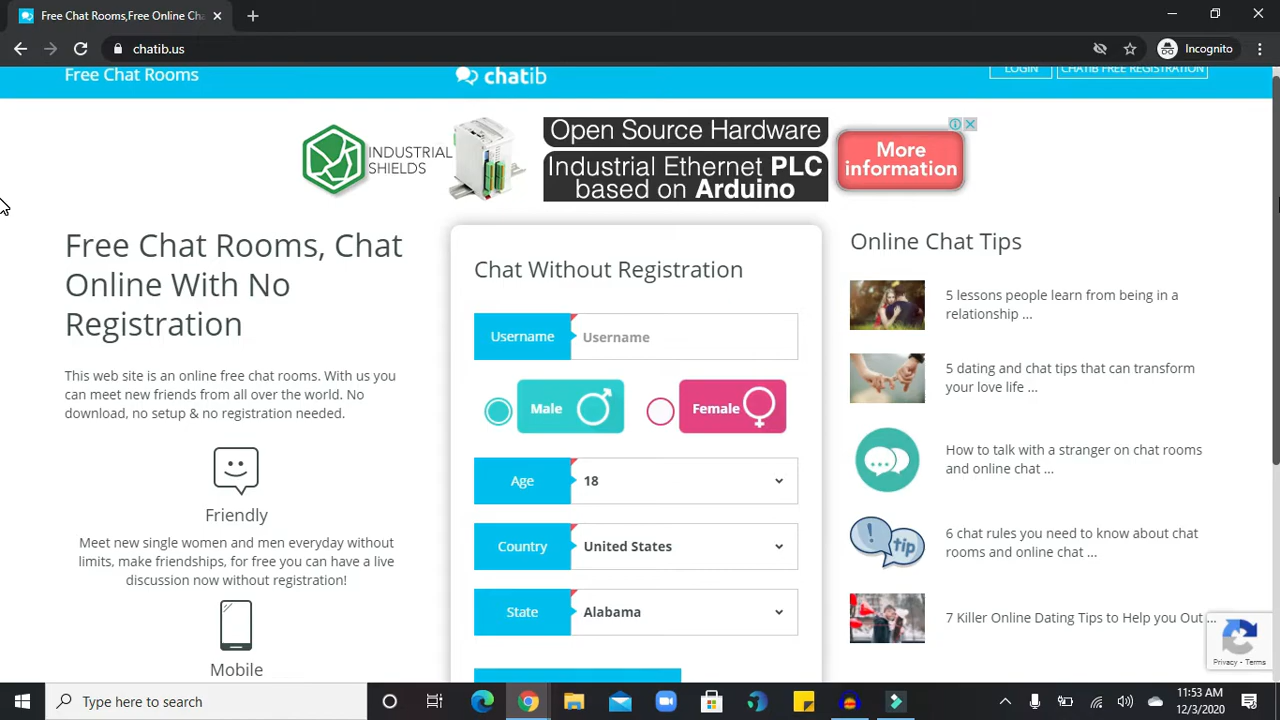 Free Chat Rooms,Free Online Cha
chatib.us
Incognito
Free Chat Rooms
chatib
LOGIN
CHATIB FREE REGISTRATION
INDUSTRIAL
SHIELDS
Open Source Hardware
Industrial Ethernet PLC
based on Arduino
More
information
Free Chat Rooms, Chat
Online With No
Registration
This web site is an online free chat rooms. With us you
can meet new friends from all over the world. No
download, no setup & no registration needed.
Friendly
Meet new single women and men everyday without
limits, make friendships, for free you can have a live
discussion now without registration!
Mobile
Chat Without Registration
Username
Username
Male
Female
Age
18
Country
United States
State
Alabama
Online Chat Tips
5 lessons people learn from being in a
relationship ...
5 dating and chat tips that can transform
your love life ...
How to talk with a stranger on chat rooms
and online chat ...
tip
6 chat rules you need to know about chat
rooms and online chat ...
7 Killer Online Dating Tips to Help you Out ...
Privacy - Terms
Type here to search
11:53 AM
12/3/2020